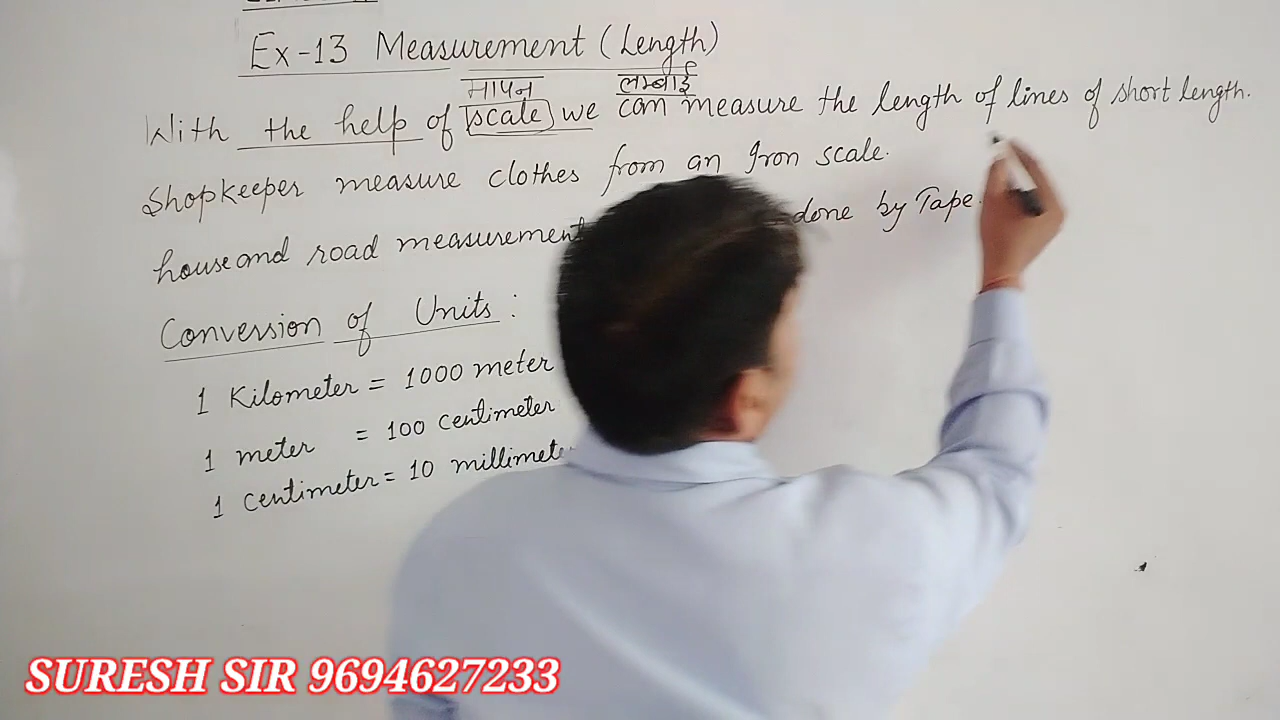 Ex-13 Measurement (Length)
मापन लम्बाई
With the help of scale we can measure the length of lines of short length.
Shopkeeper measure clothes from an Iron scale.
house and road measurement done by Tape.
Conversion of Units :
1 Kilometer = 1000 meter
1 meter = 100 centimeter
1 centimeter = 10 millimete
SURESH SIR 9694627233